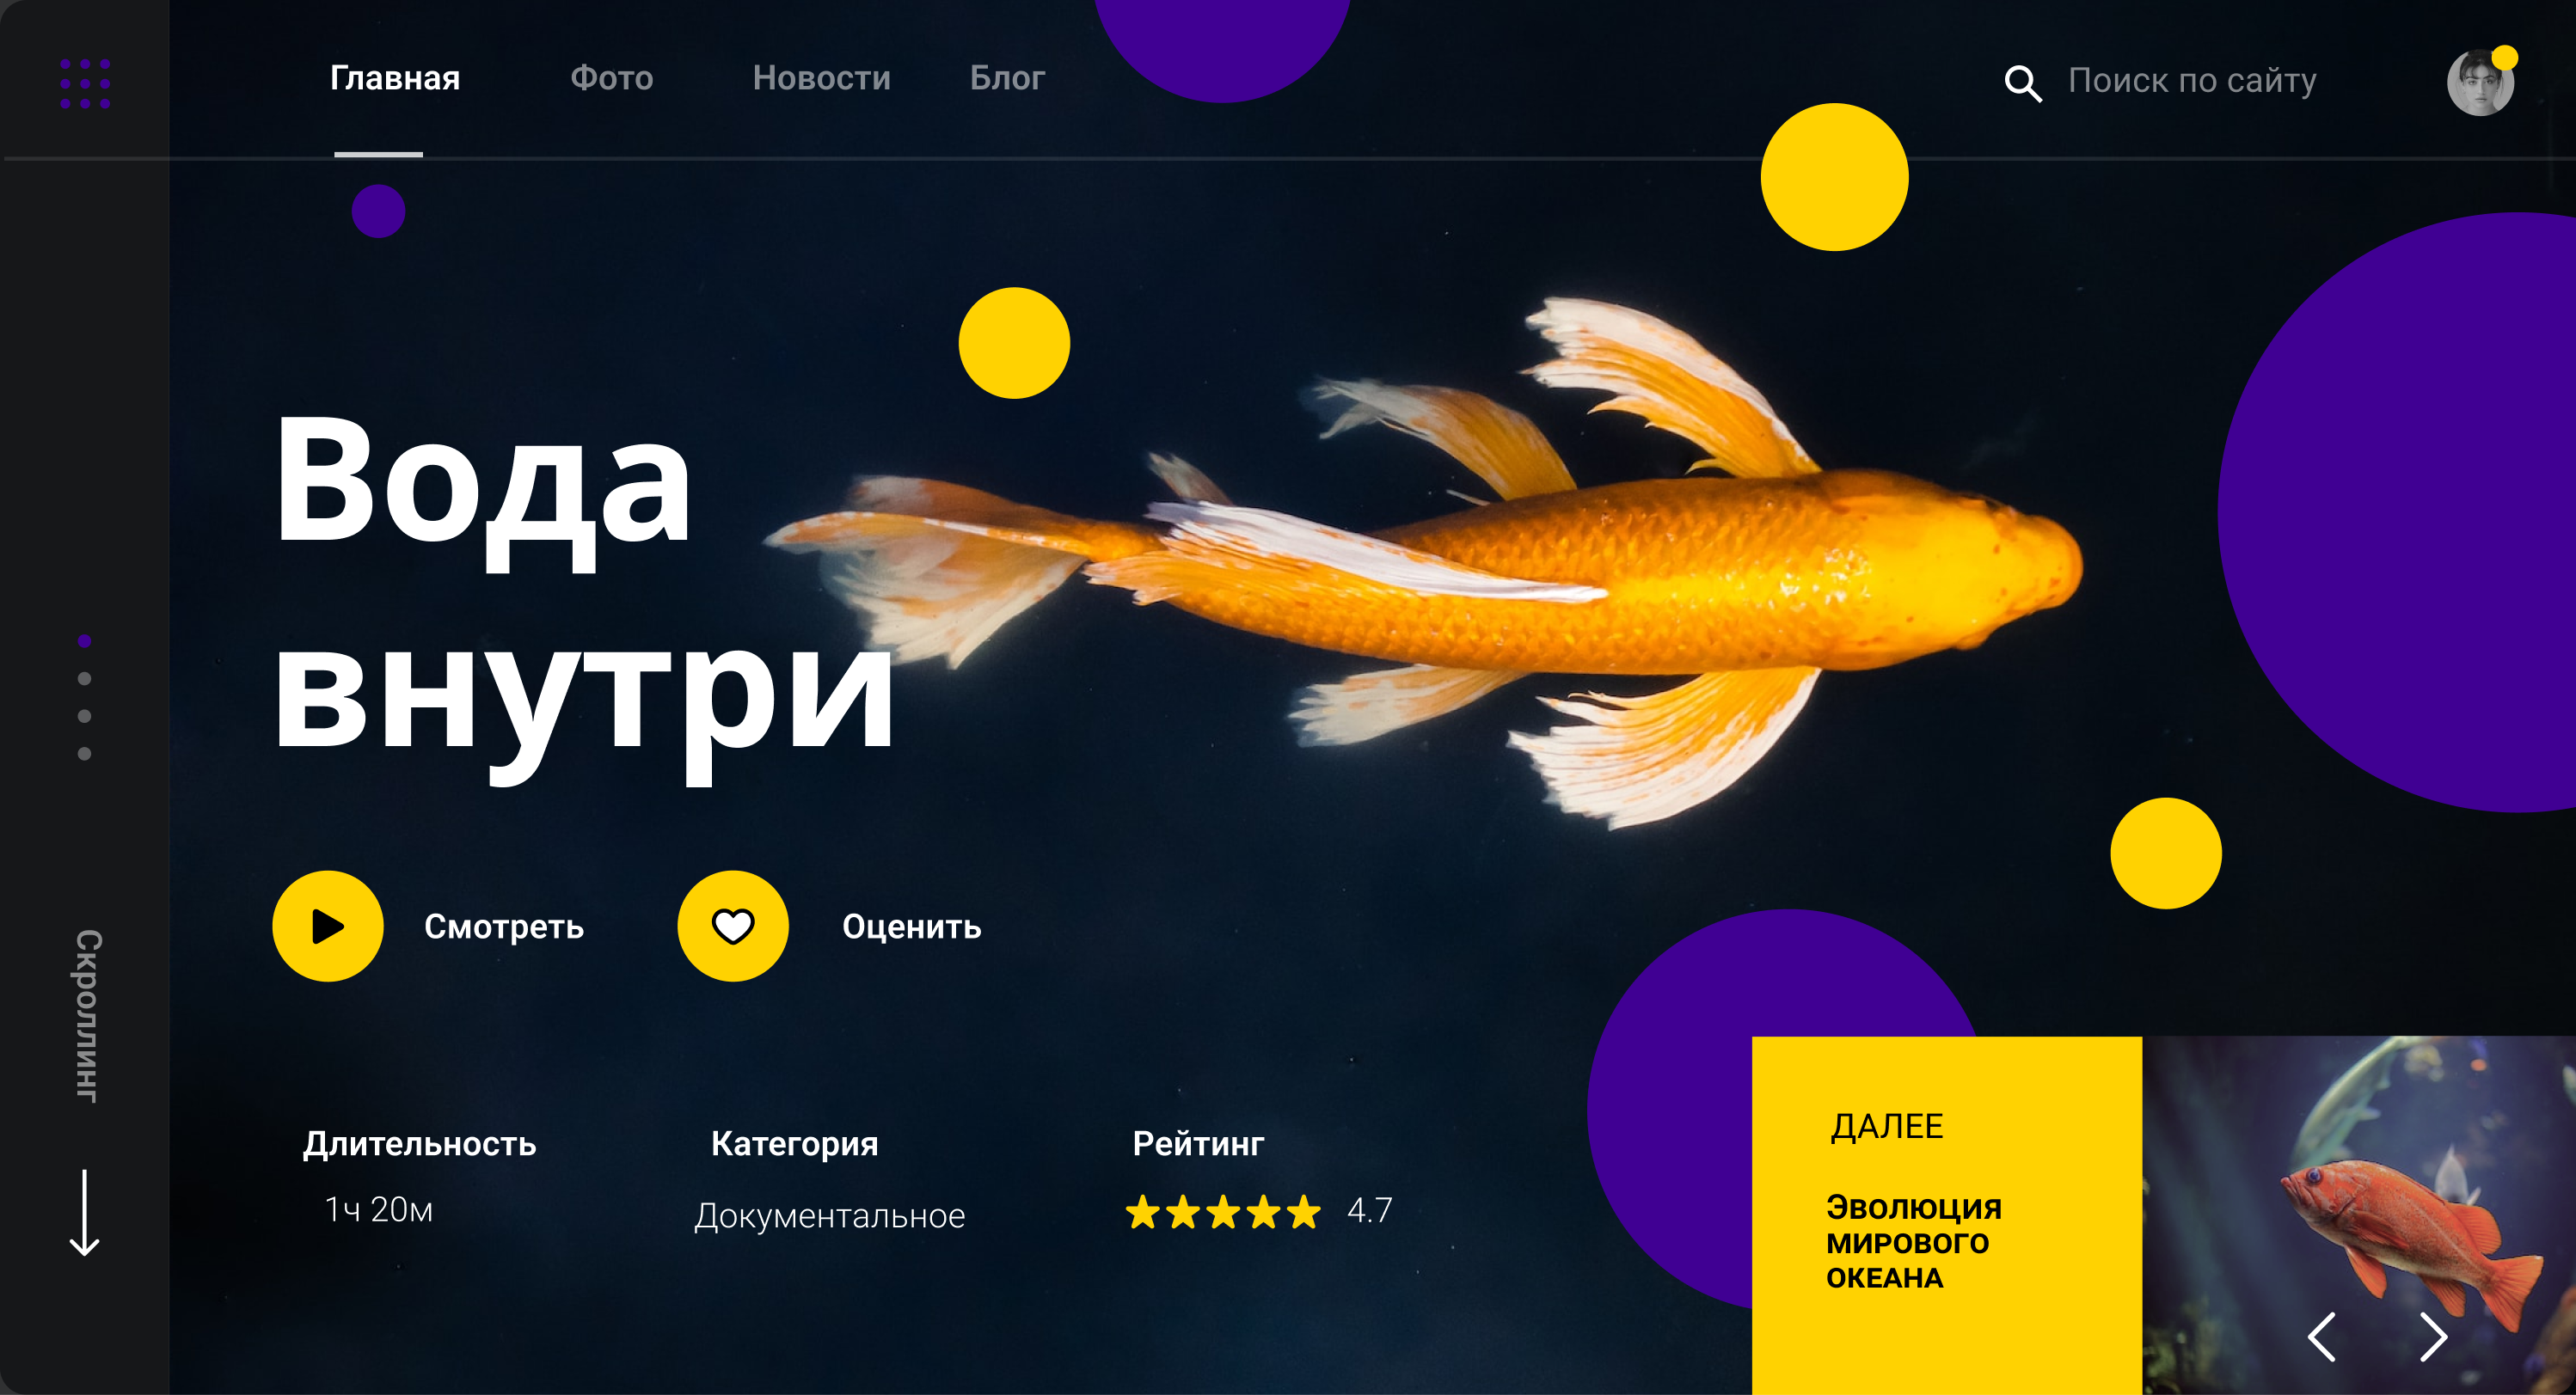 Главная
Фото
Новости
Блог
Поиск по сайту
Вода
внутри
Смотреть
Оценить
Скроллинг
Длительность
Категория
Рейтинг
1ч 20м
Документальное
4.7
ДАЛЕЕ
ЭВОЛЮЦИЯ
МИРОВОГО
ОКЕАНА